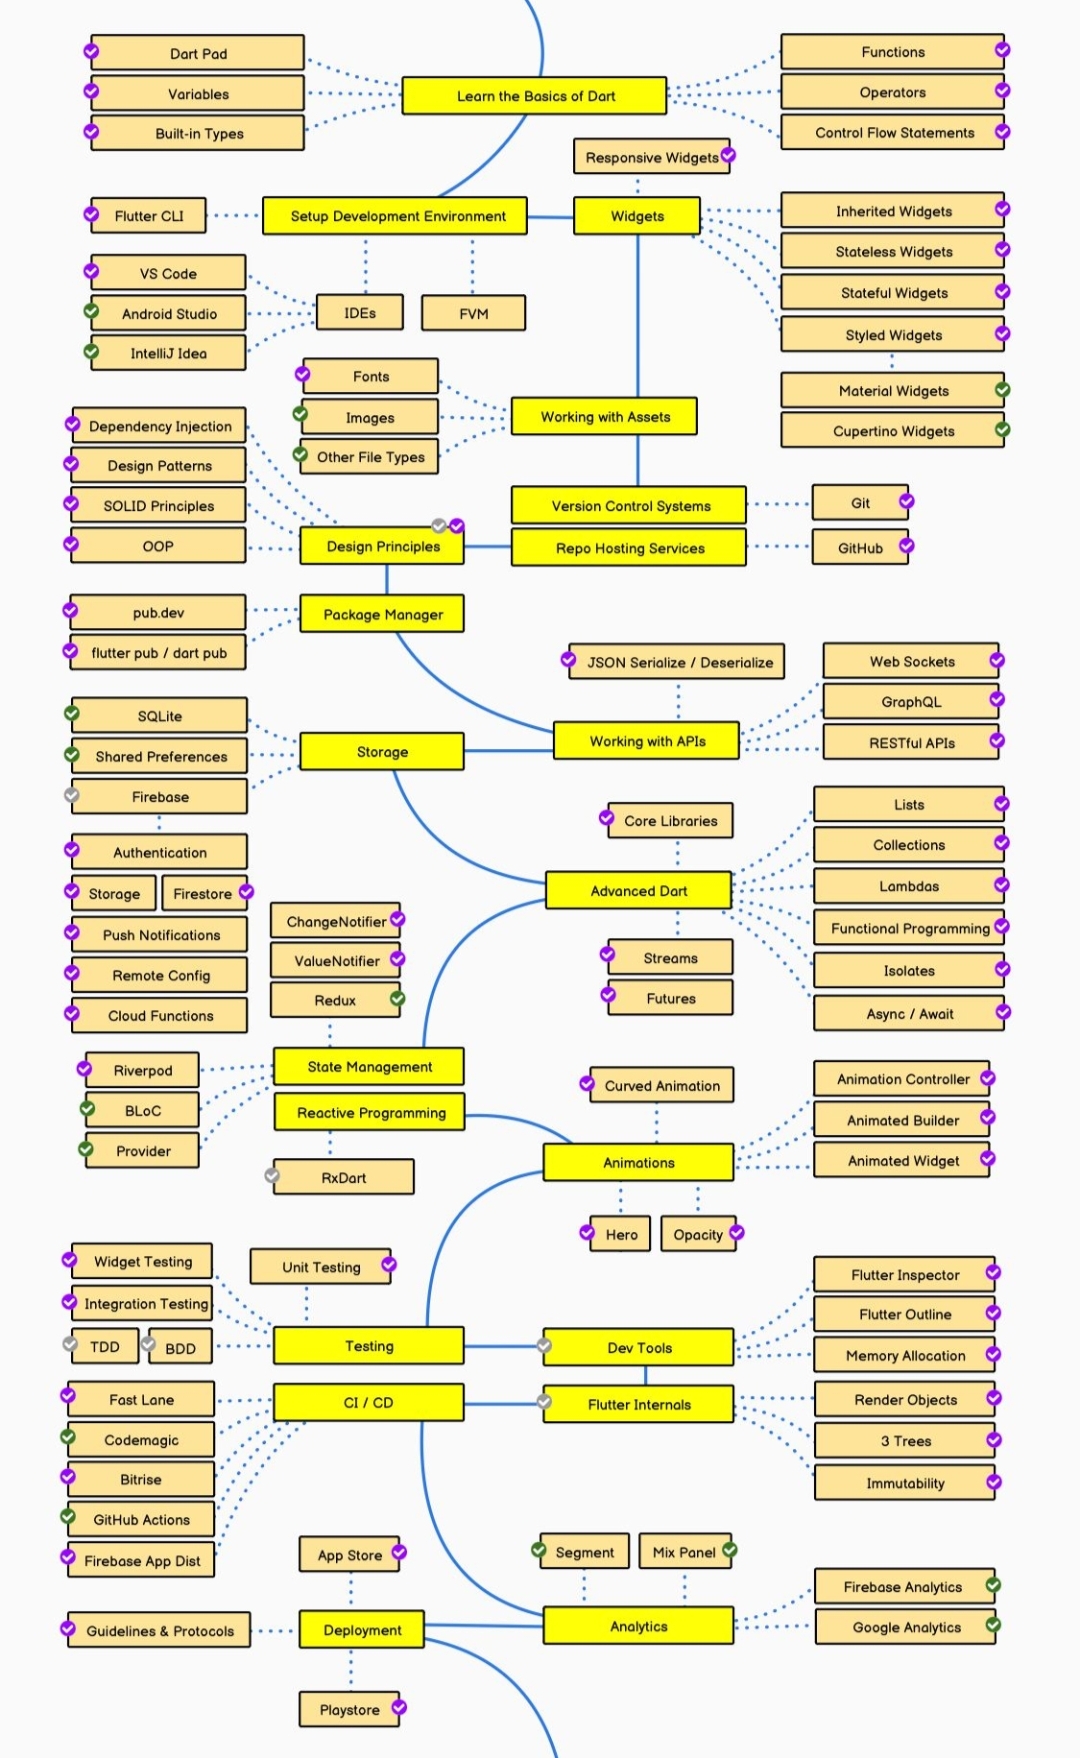 Dart Pad
Variables
Built-in Types
Learn the Basics of Dart
Functions
Operators
Control Flow Statements
Responsive Widgets
Flutter CLI
Setup Development Environment
Widgets
Inherited Widgets
Stateless Widgets
Stateful Widgets
Styled Widgets
Material Widgets
Cupertino Widgets
VS Code
Android Studio
IntelliJ Idea
IDEs
FVM
Fonts
Images
Other File Types
Working with Assets
Dependency Injection
Design Patterns
SOLID Principles
OOP
Design Principles
Version Control Systems
Repo Hosting Services
Git
GitHub
pub.dev
flutter pub / dart pub
Package Manager
JSON Serialize / Deserialize
Web Sockets
GraphQL
RESTful APIs
Working with APIs
SQLite
Shared Preferences
Firebase
Storage
Authentication
Storage
Firestore
Push Notifications
Remote Config
Cloud Functions
Core Libraries
Advanced Dart
Streams
Futures
Lists
Collections
Lambdas
Functional Programming
Isolates
Async / Await
ChangeNotifier
ValueNotifier
Redux
State Management
Reactive Programming
Riverpod
BLoC
Provider
RxDart
Curved Animation
Animations
Hero
Opacity
Animation Controller
Animated Builder
Animated Widget
Widget Testing
Integration Testing
TDD
BDD
Unit Testing
Testing
Dev Tools
Flutter Inspector
Flutter Outline
Memory Allocation
CI / CD
Flutter Internals
Render Objects
3 Trees
Immutability
Fast Lane
Codemagic
Bitrise
GitHub Actions
Firebase App Dist
App Store
Segment
Mix Panel
Firebase Analytics
Google Analytics
Guidelines & Protocols
Deployment
Analytics
Playstore